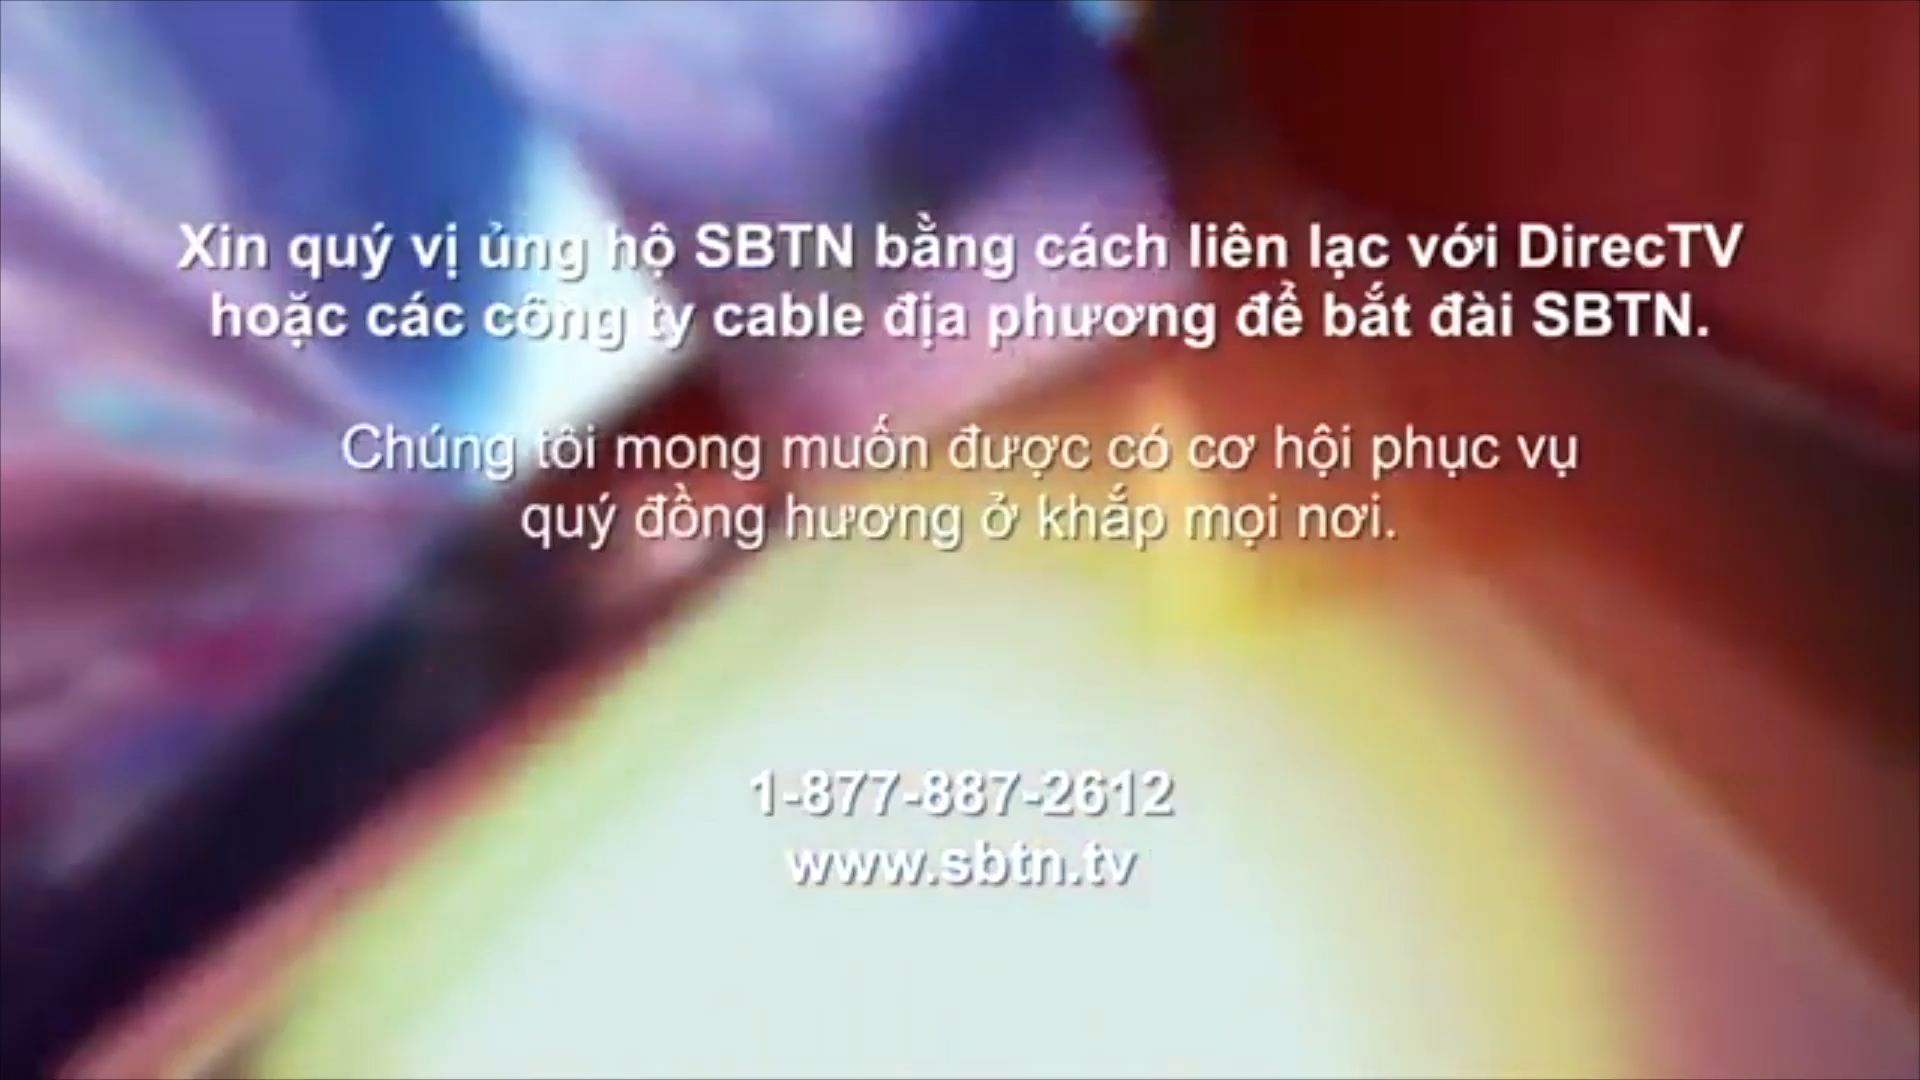 Xin quý vị ủng hộ SBTN bằng cách liên lạc với DirecTV
hoặc các công ty cable địa phương để bắt đài SBTN.
Chúng tôi mong muốn được có cơ hội phục vụ
quý đồng hương ở khắp mọi nơi.
1-877-887-2612
www.sbtn.tv